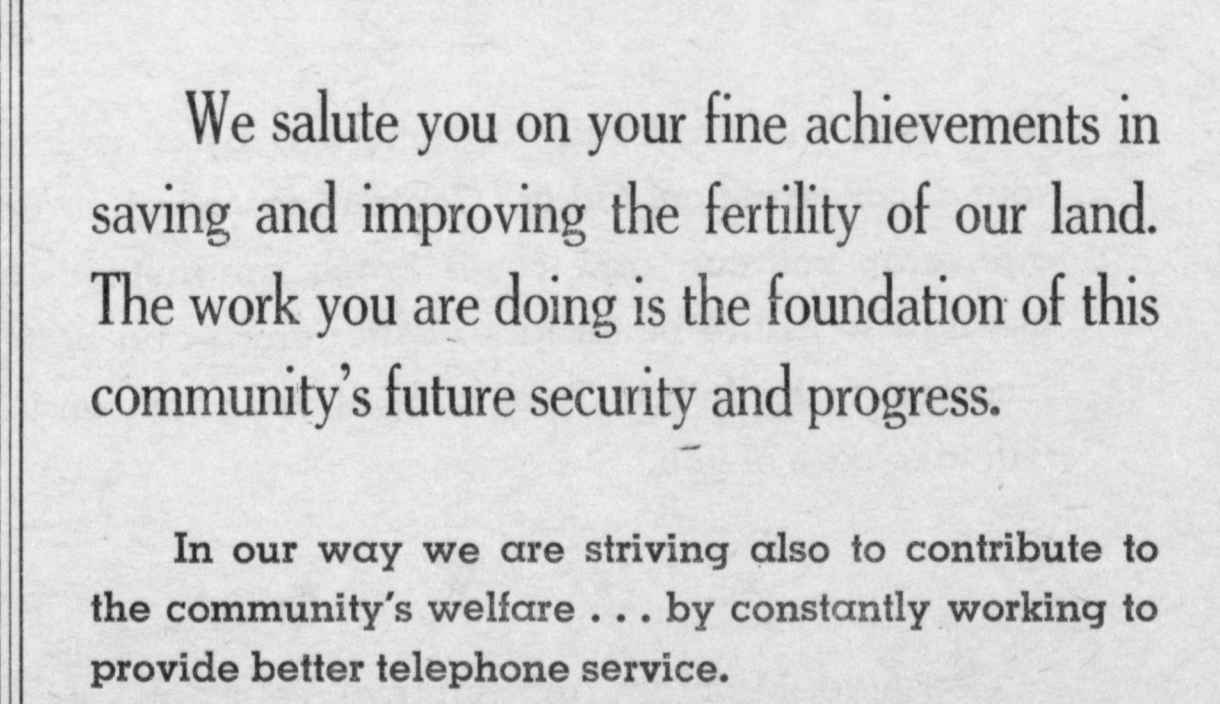 We salute you on your fine achievements in
saving and improving the fertility of our land.
The work you are doing is the foundation of this
community's future security and progress.
In our way we are striving also to contribute to
the community's welfare . . . by constantly working to
provide better telephone service.